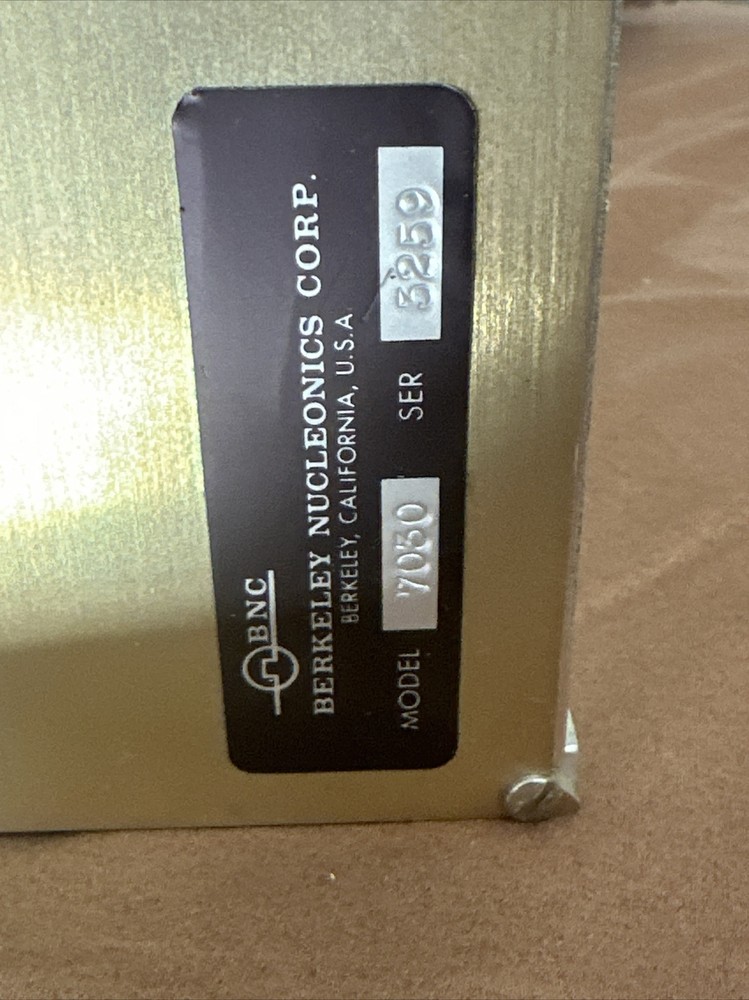 BNC
BERKELEY NUCLEONICS CORP.
BERKELEY, CALIFORNIA, U.S.A
MODEL 7030 SER 3259